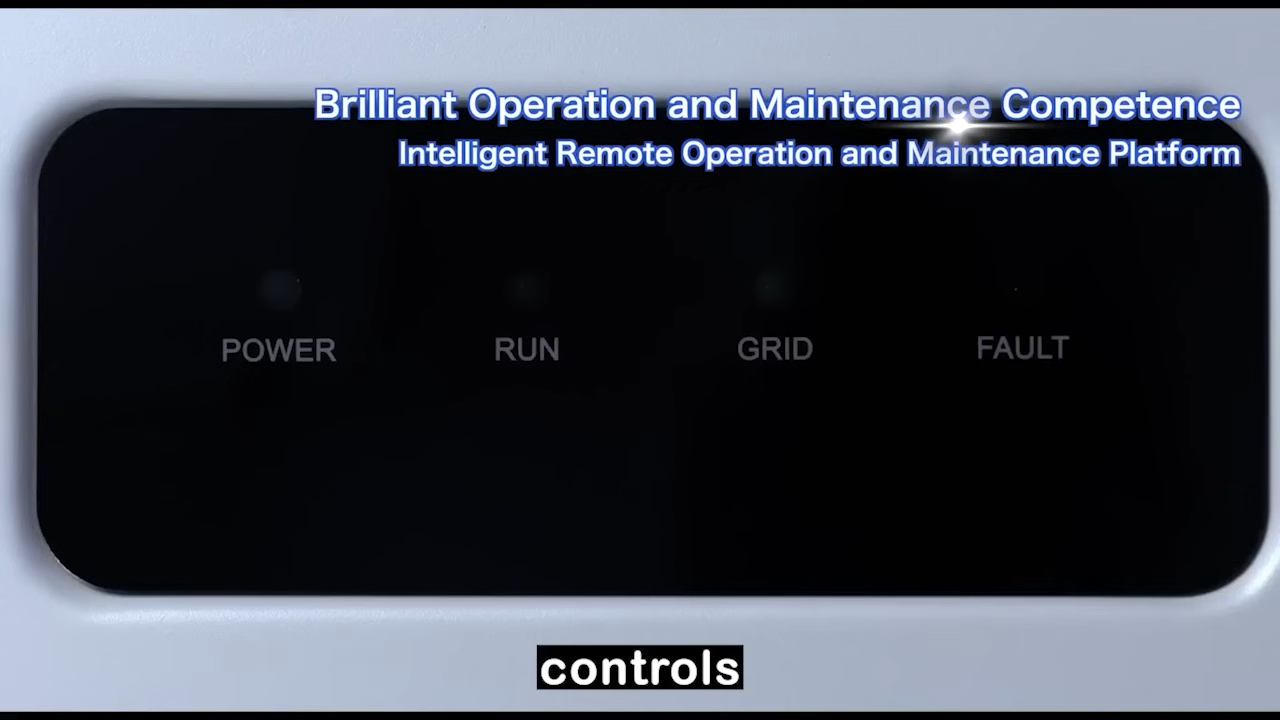 Brilliant Operation and Maintenance Competence
Intelligent Remote Operation and Maintenance Platform
POWER RUN GRID FAULT
controls